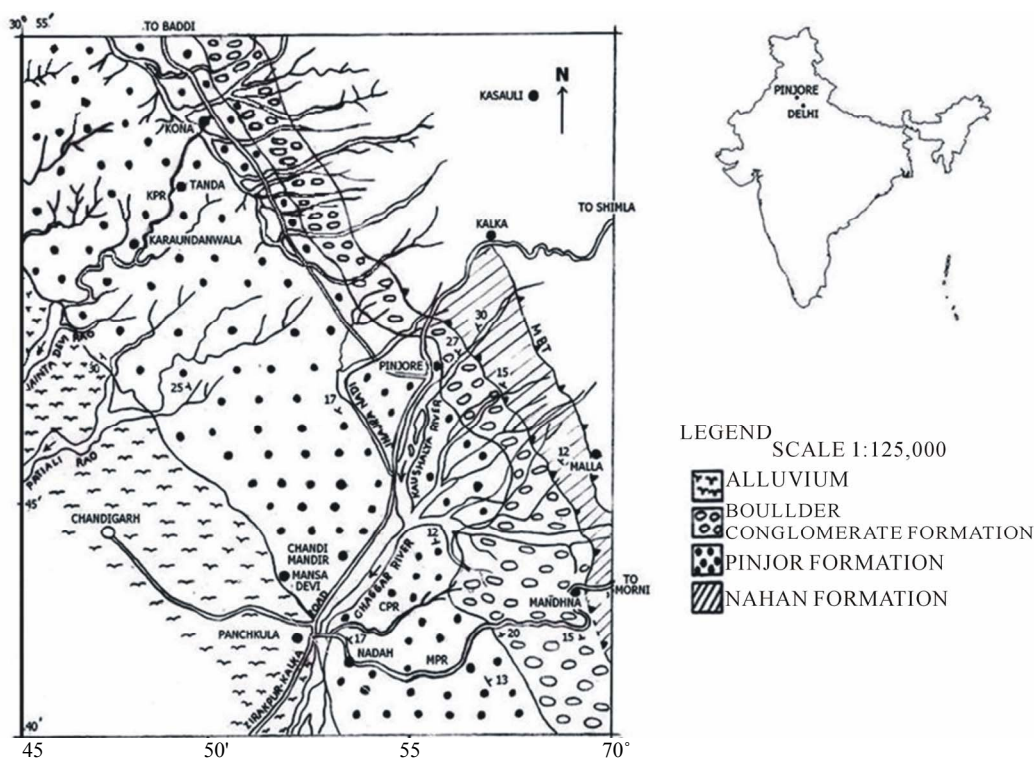 30° 55'
TO BADDI
N
KASAULI
KONA
TANDA
KPR
KARAUNDANWALA
KALKA
TO SHIMLA
MBT
30
27
JAINTA DEVI RAO
30
25
PINJORE
15
17
JHAJRA NADI
KAUSHALYA RIVER
12
MALLA
PATIALI RAO
45'
CHANDIGARH
12
CHANDI
MANDIR
MANSA
DEVI
GHAGGAR RIVER
CPR
TO
MORNI
MANDHNA
PANCHKULA
17
NADAH
MPR
20
15
13
ZIRAKPUR-KALKA ROAD
40'
45
50'
55
70°
PINJORE
DELHI
LEGEND
SCALE 1:125,000
ALLUVIUM
BOULLDER
CONGLOMERATE FORMATION
PINJOR FORMATION
NAHAN FORMATION